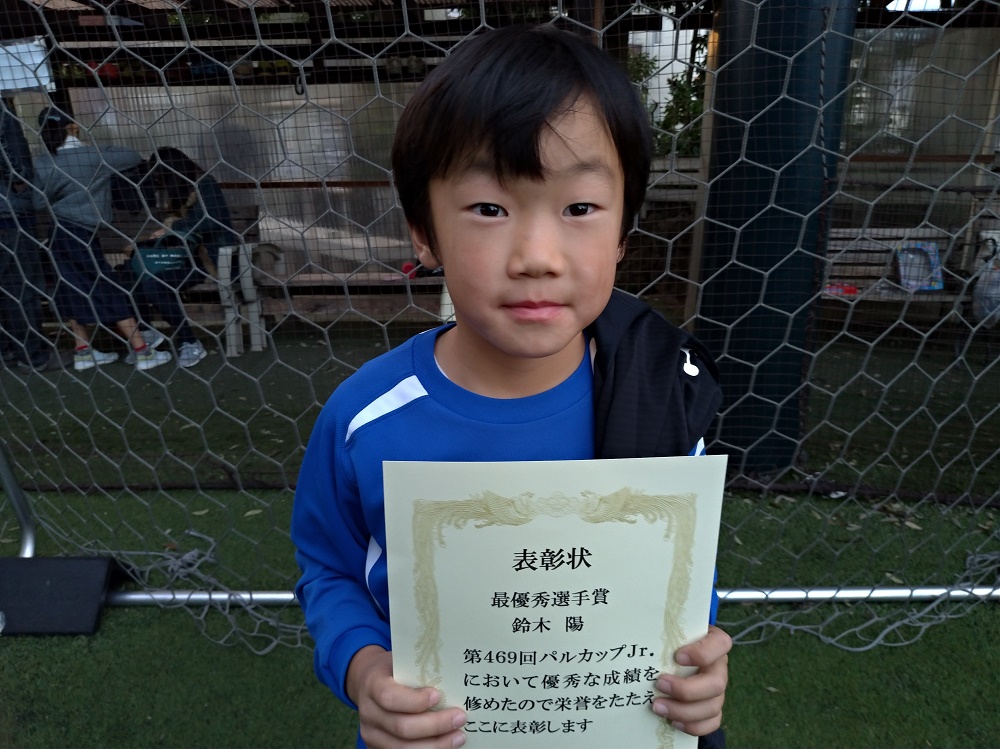 表彰状
最優秀選手賞
鈴木 陽
第469回パルカップJr.
において優秀な成績を
修めたので栄誉をたたえ
ここに表彰します